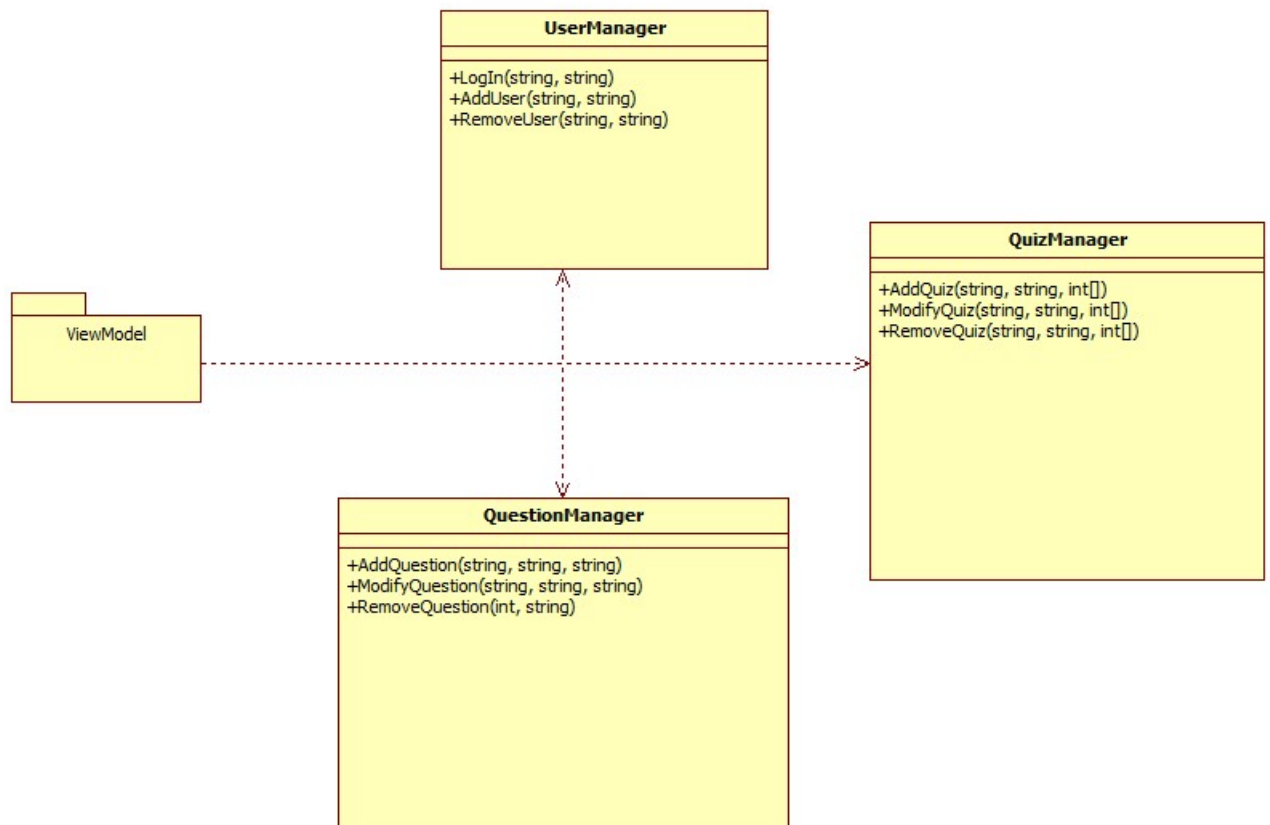 UserManager
+LogIn(string, string)
+AddUser(string, string)
+RemoveUser(string, string)
QuizManager
+AddQuiz(string, string, int[])
+ModifyQuiz(string, string, int[])
+RemoveQuiz(string, string, int[])
ViewModel
QuestionManager
+AddQuestion(string, string, string)
+ModifyQuestion(string, string, string)
+RemoveQuestion(int, string)